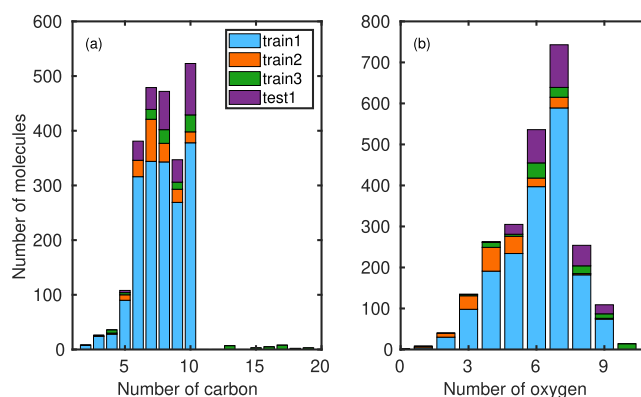 (a)
train1
train2
train3
test1
600
500
400
300
200
100
0
5
10
15
20
Number of molecules
Number of carbon
(b)
800
700
600
500
400
300
200
100
0
0
3
6
9
Number of oxygen